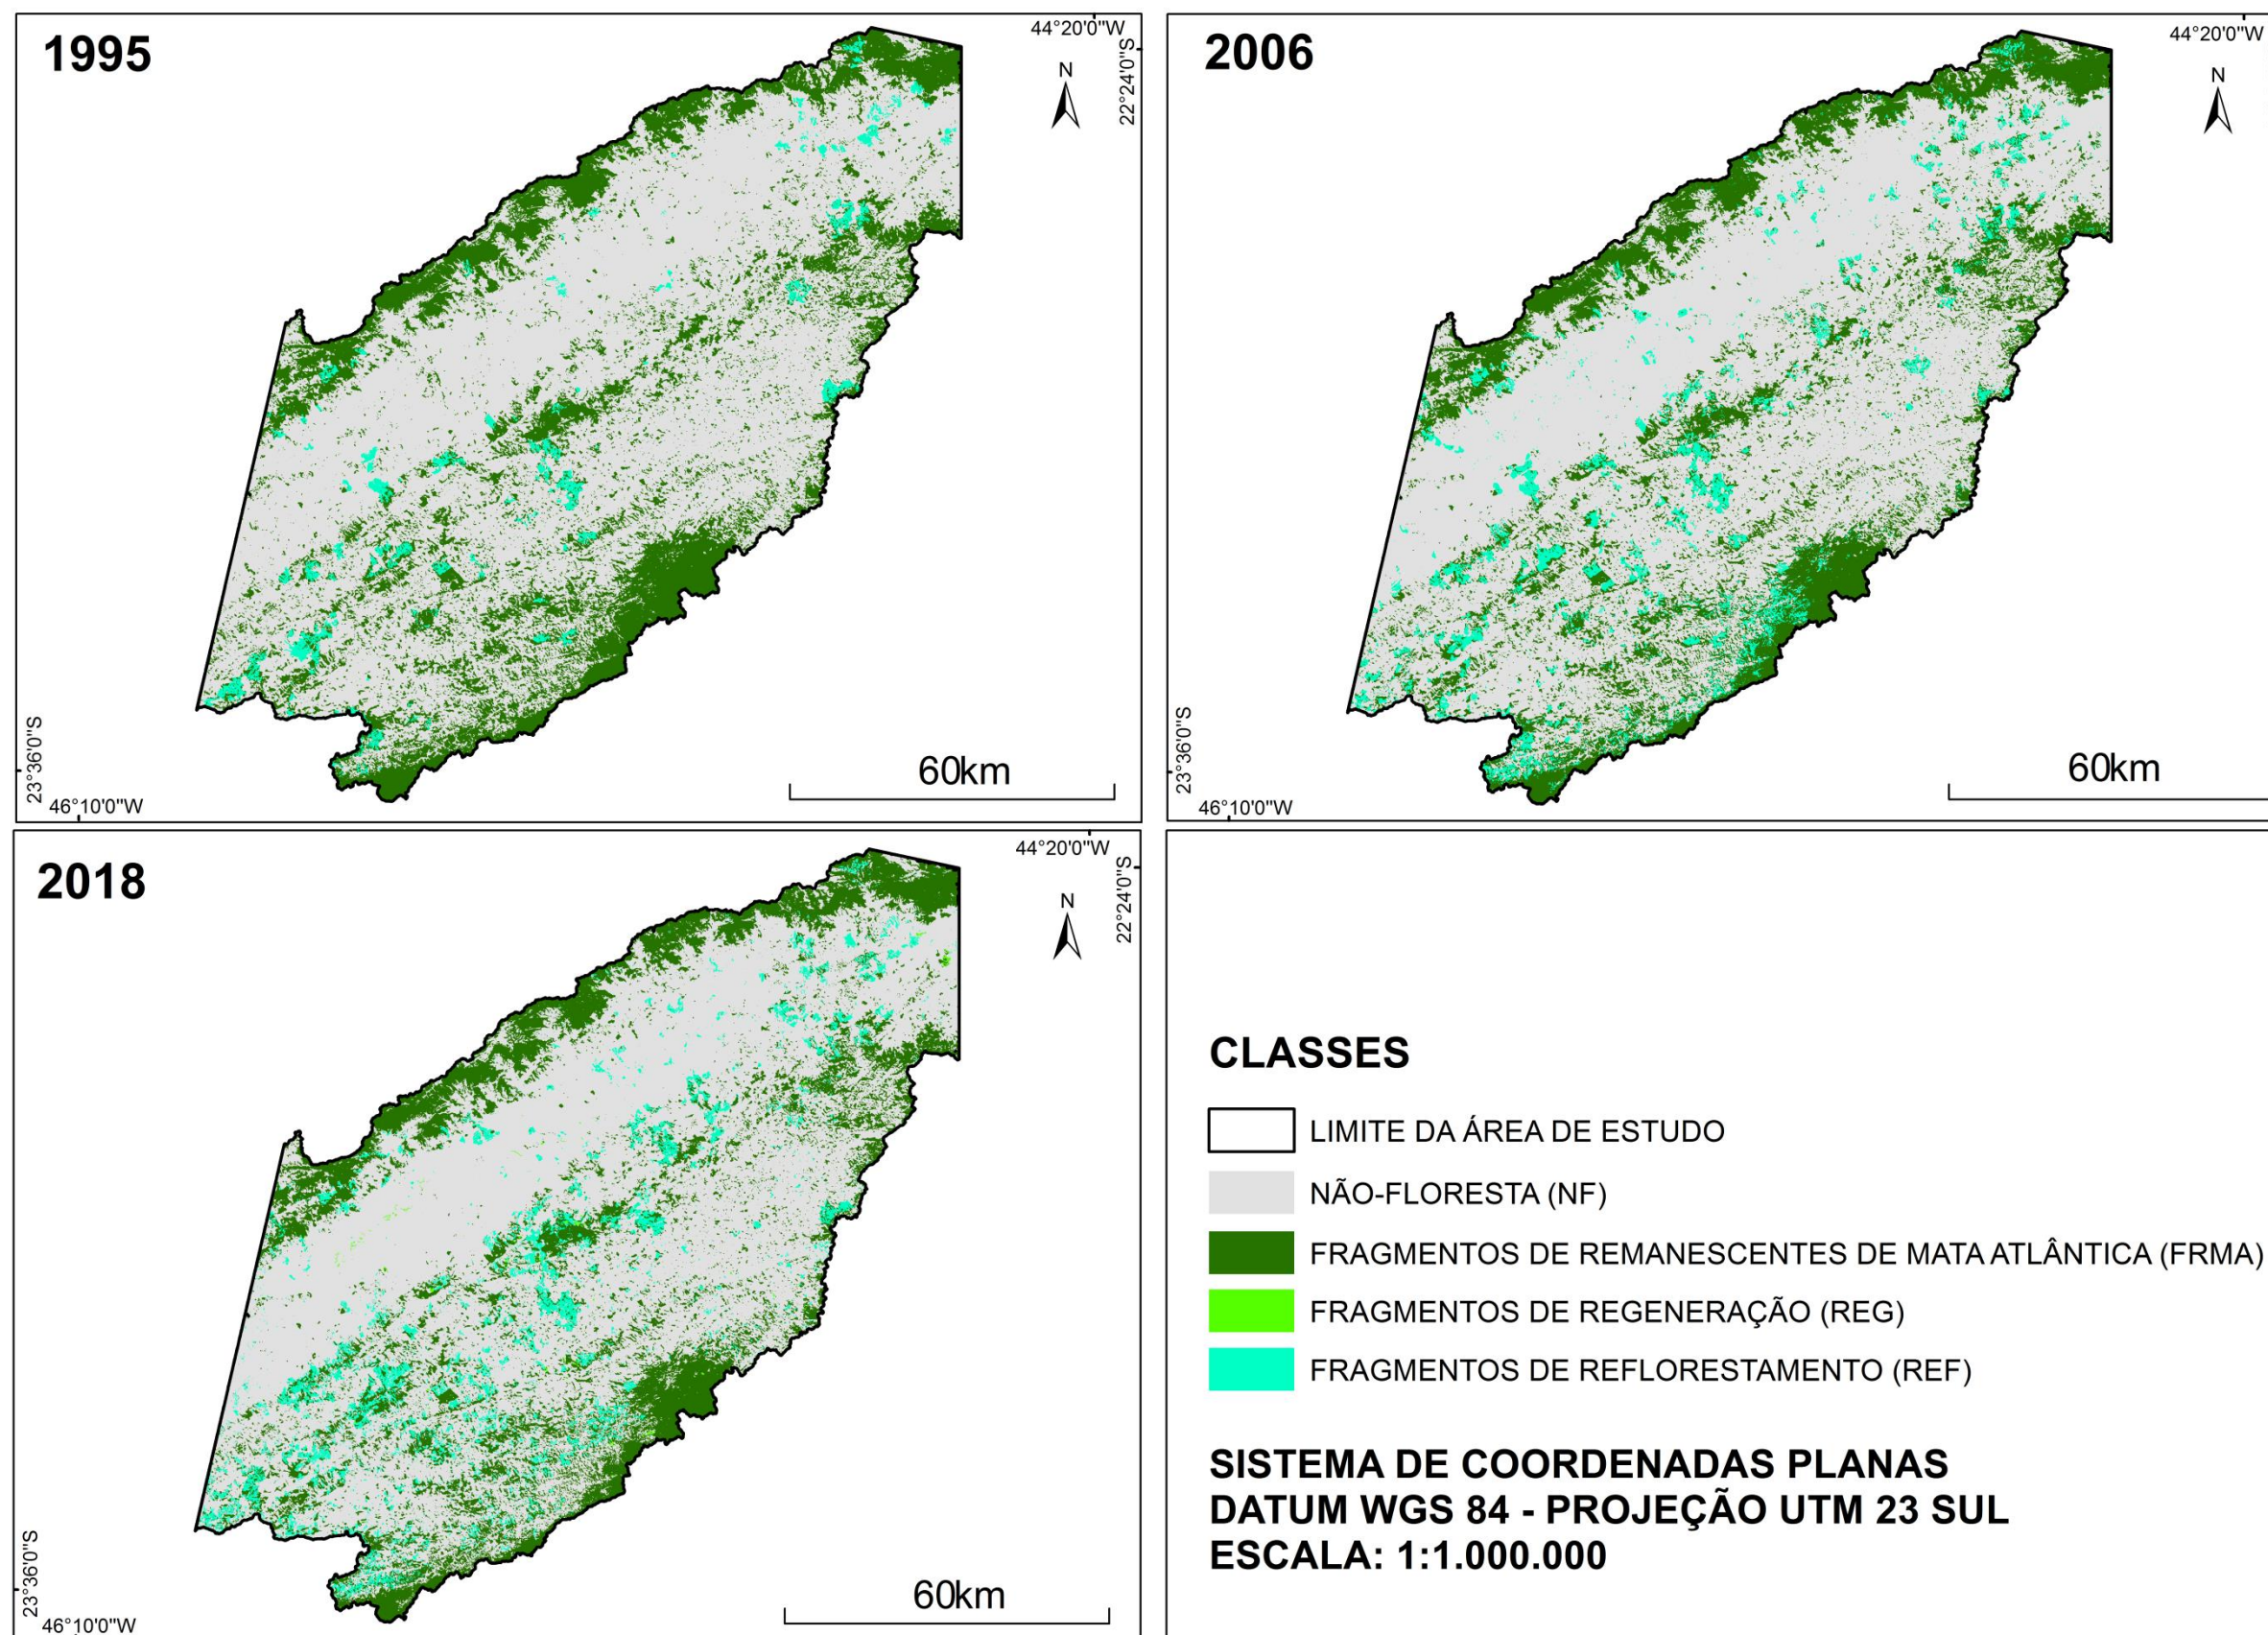 1995
44°20'0"W
22°24'0"S
N
60km
23°36'0"S
46°10'0"W
2006
44°20'0"W
N
60km
23°36'0"S
46°10'0"W
2018
44°20'0"W
22°24'0"S
N
60km
23°36'0"S
46°10'0"W
CLASSES
LIMITE DA ÁREA DE ESTUDO
NÃO-FLORESTA (NF)
FRAGMENTOS DE REMANESCENTES DE MATA ATLÂNTICA (FRMA)
FRAGMENTOS DE REGENERAÇÃO (REG)
FRAGMENTOS DE REFLORESTAMENTO (REF)
SISTEMA DE COORDENADAS PLANAS
DATUM WGS 84 - PROJEÇÃO UTM 23 SUL
ESCALA: 1:1.000.000